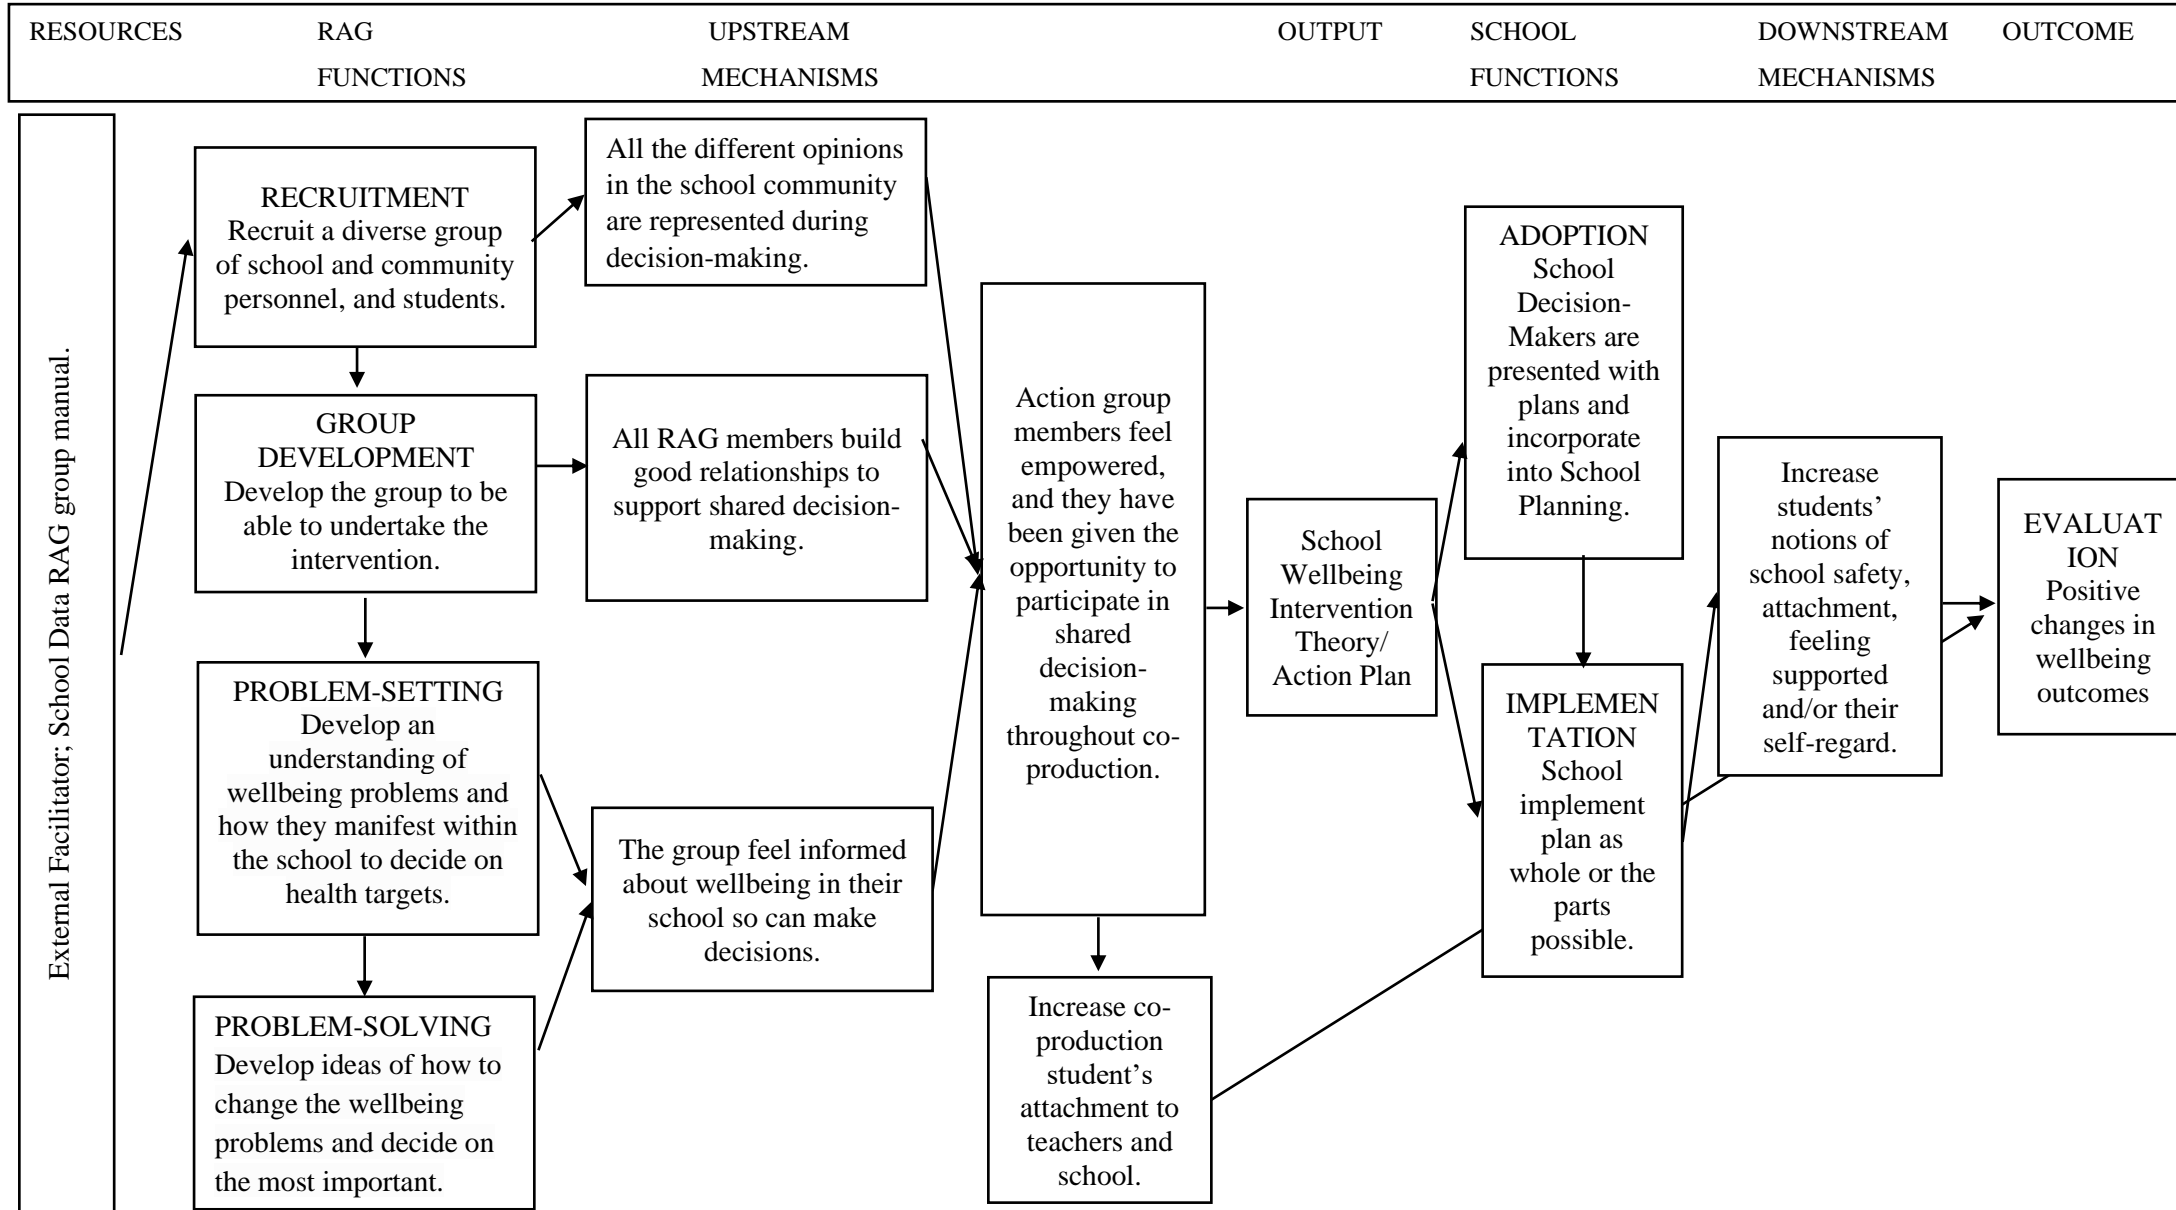 RESOURCES
RAG
FUNCTIONS
UPSTREAM
MECHANISMS
OUTPUT
SCHOOL
FUNCTIONS
DOWNSTREAM
MECHANISMS
OUTCOME
External Facilitator; School Data RAG group manual.
RECRUITMENT
Recruit a diverse group
of school and community
personnel, and students.
GROUP
DEVELOPMENT
Develop the group to be
able to undertake the
intervention.
PROBLEM-SETTING
Develop an
understanding of
wellbeing problems and
how they manifest within
the school to decide on
health targets.
PROBLEM-SOLVING
Develop ideas of how to
change the wellbeing
problems and decide on
the most important.
All the different opinions
in the school community
are represented during
decision-making.
All RAG members build
good relationships to
support shared decision-
making.
The group feel informed
about wellbeing in their
school so can make
decisions.
Action group
members feel
empowered,
and they have
been given the
opportunity to
participate in
shared
decision-
making
throughout co-
production.
Increase co-
production
student’s
attachment to
teachers and
school.
School
Wellbeing
Intervention
Theory/
Action Plan
ADOPTION
School
Decision-
Makers are
presented with
plans and
incorporate
into School
Planning.
IMPLEMEN
TATION
School
implement
plan as
whole or the
parts
possible.
Increase
students’
notions of
school safety,
attachment,
feeling
supported
and/or their
self-regard.
EVALUAT
ION
Positive
changes in
wellbeing
outcomes